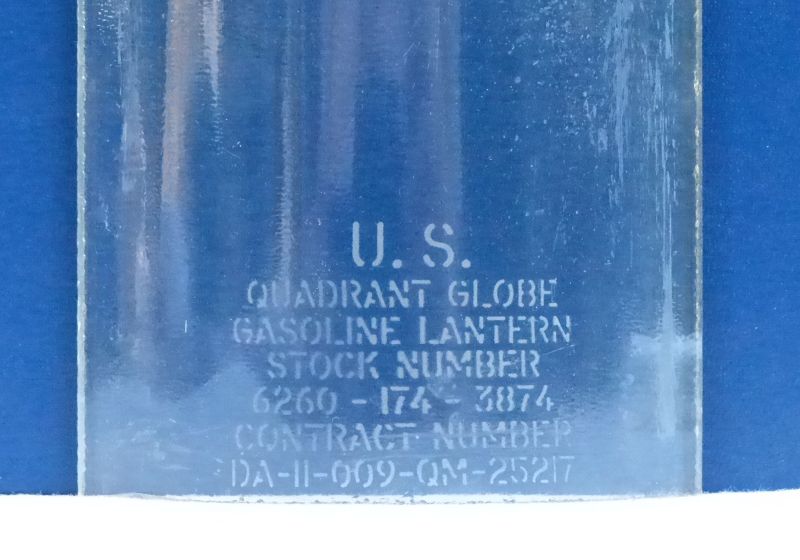 U. S.
QUADRANT GLOBE
GASOLINE LANTERN
STOCK NUMBER
6260 - 174 - 3874
CONTRACT NUMBER
DA-11-009-QM-25217